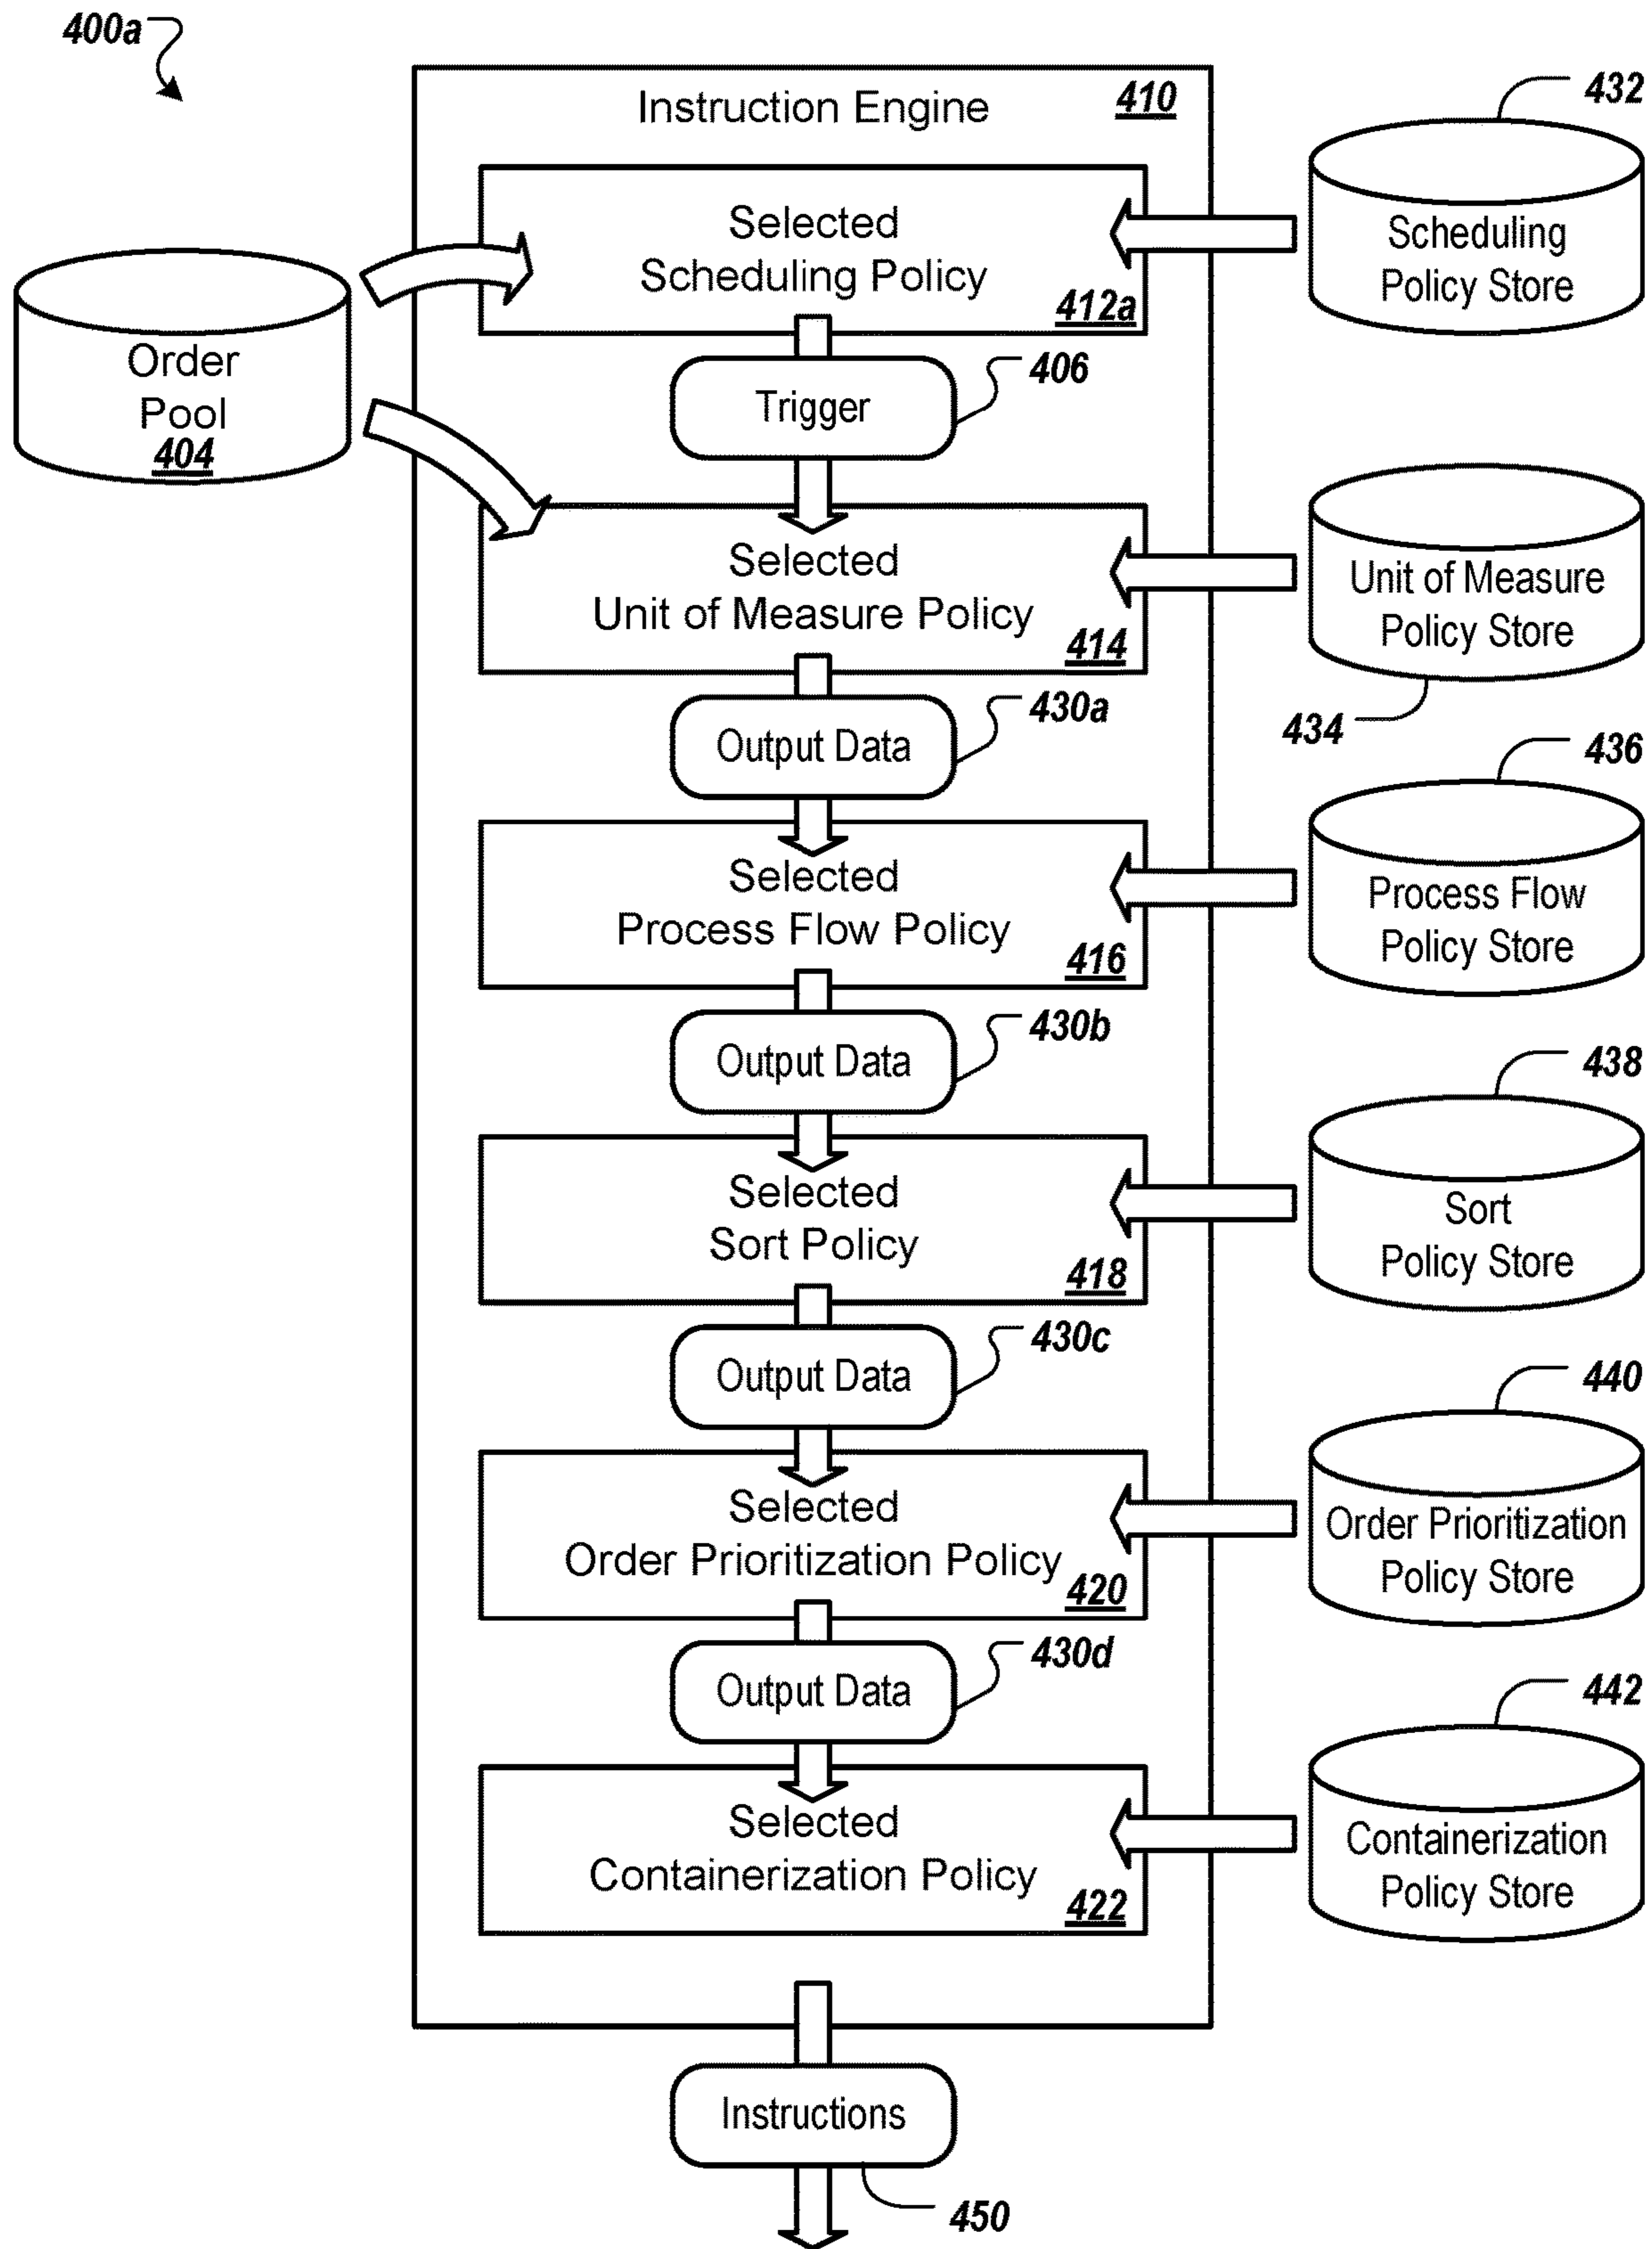 400a
Instruction Engine 410
432
Selected
Scheduling Policy
412a
Scheduling
Policy Store
Order
Pool
404
406
Trigger
Selected
Unit of Measure Policy
414
Unit of Measure
Policy Store
434
430a
Output Data
436
Selected
Process Flow Policy
416
Process Flow
Policy Store
430b
Output Data
438
Selected
Sort Policy
418
Sort
Policy Store
430c
Output Data
440
Selected
Order Prioritization Policy
420
Order Prioritization
Policy Store
430d
Output Data
442
Selected
Containerization Policy
422
Containerization
Policy Store
Instructions
450